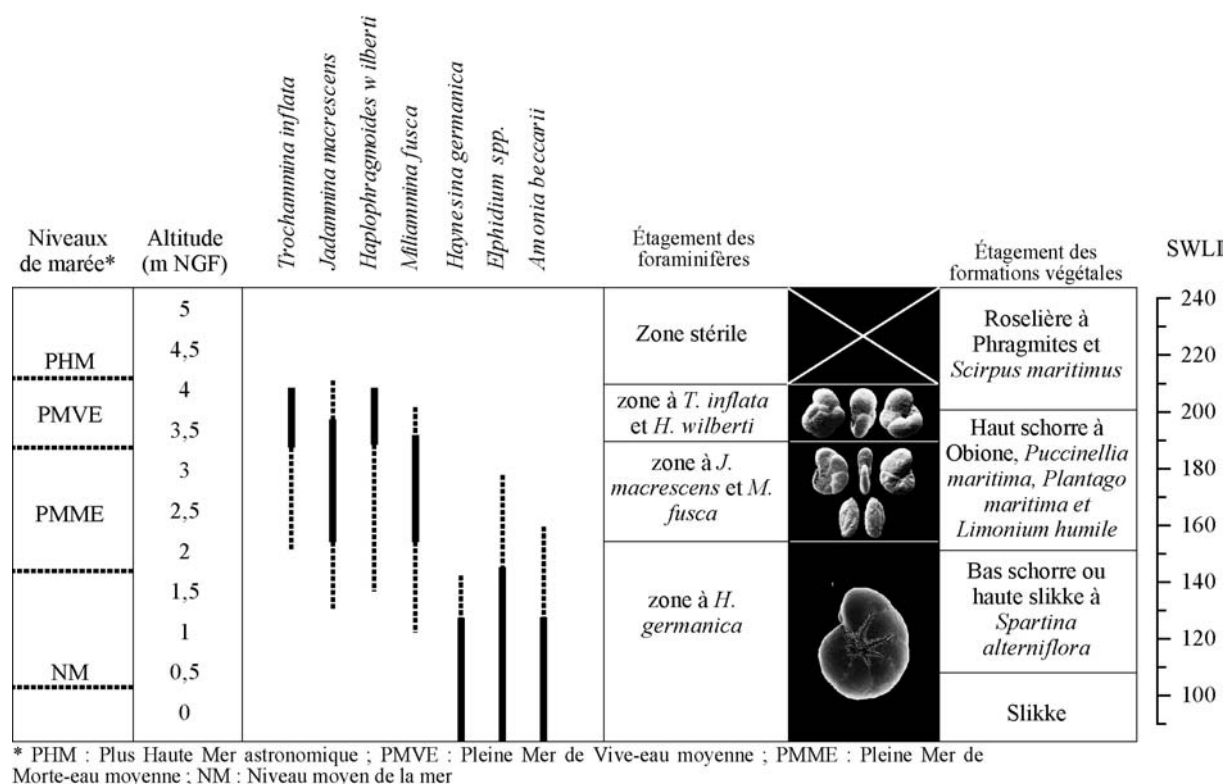 Trochammina inflata
Jadammina macrescens
Haplophragmoides w ilberti
Miliammina fusca
Haynesina germanica
Elphidium spp.
Amonia beccarii
Niveaux
de marée*
Altitude
(m NGF)
Étagement des
foraminifères
Étagement des
formations végétales
SWLI
PHM
PMVE
PMME
NM
5
4,5
4
3,5
3
2,5
2
1,5
1
0,5
0
Zone stérile
zone à T. inflata
et H. wilberti
zone à J.
macrescens et M.
fusca
zone à H.
germanica
Roselière à
Phragmites et
Scirpus maritimus
Haut schorre à
Obione, Puccinellia
maritima, Plantago
maritima et
Limonium humile
Bas schorre ou
haute slikke à
Spartina
alterniflora
Slikke
240
220
200
180
160
140
120
100
* PHM : Plus Haute Mer astronomique ; PMVE : Pleine Mer de Vive-eau moyenne ; PMME : Pleine Mer de
Morte-eau moyenne ; NM : Niveau moyen de la mer